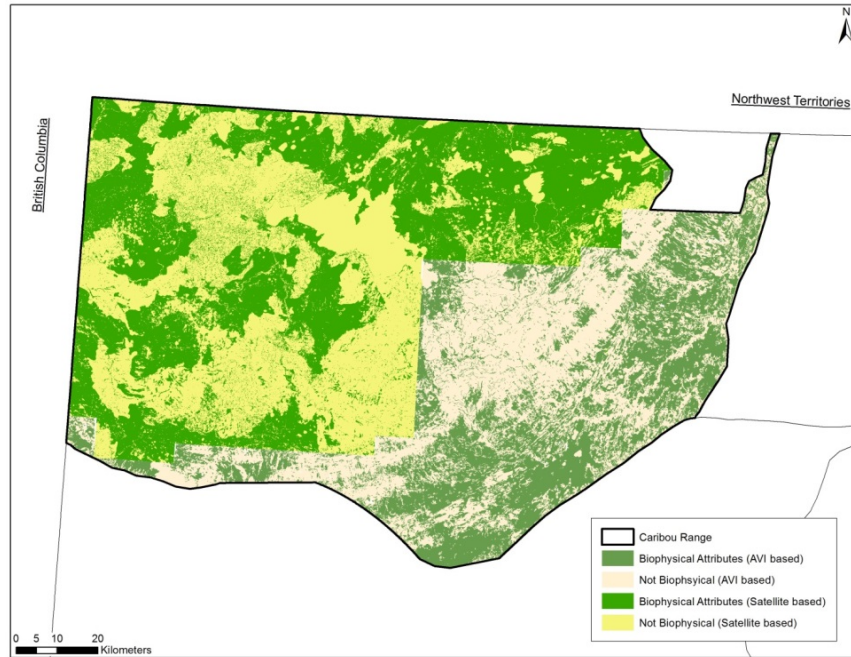 N
Northwest Territories
British Columbia
Caribou Range
Biophysical Attributes (AVI based)
Not Biophsyical (AVI based)
Biophysical Attributes (Satellite based)
Not Biophysical (Satellite based)
0 5 10 20
Kilometers